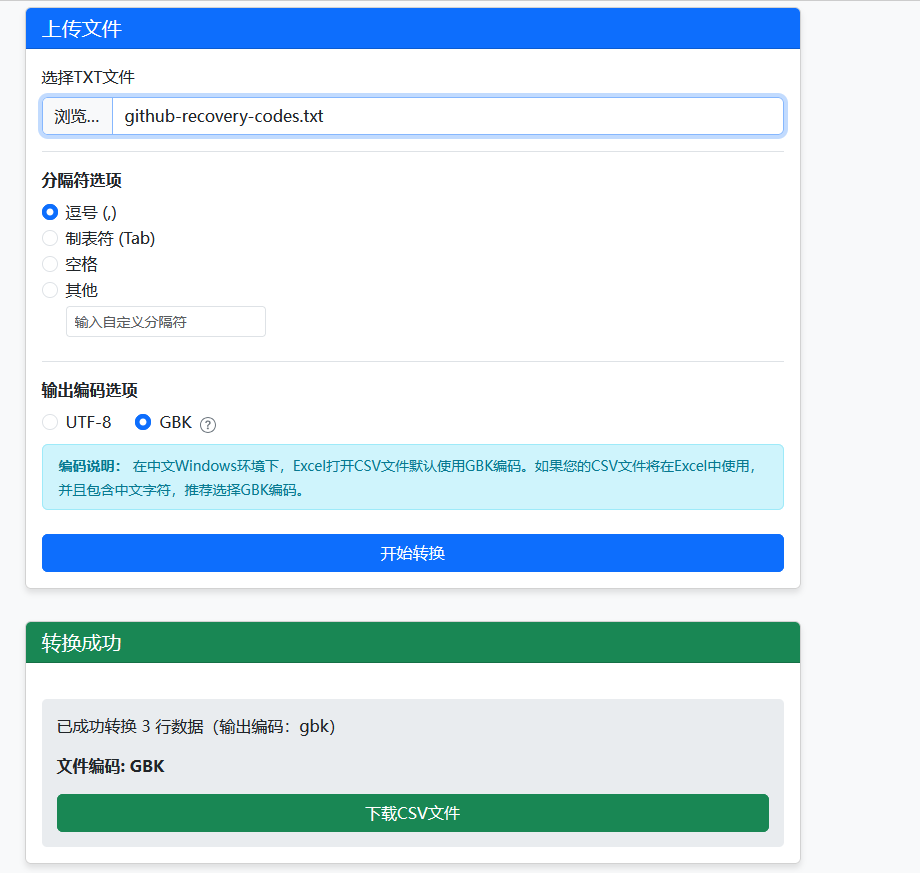 上传文件
选择TXT文件
浏览... github-recovery-codes.txt
分隔符选项
逗号 (,)
制表符 (Tab)
空格
其他
输入自定义分隔符
输出编码选项
UTF-8 GBK ?
编码说明： 在中文Windows环境下，Excel打开CSV文件默认使用GBK编码。如果您的CSV文件将在Excel中使用，
并且包含中文字符，推荐选择GBK编码。
开始转换
转换成功
已成功转换 3 行数据（输出编码：gbk）
文件编码: GBK
下载CSV文件